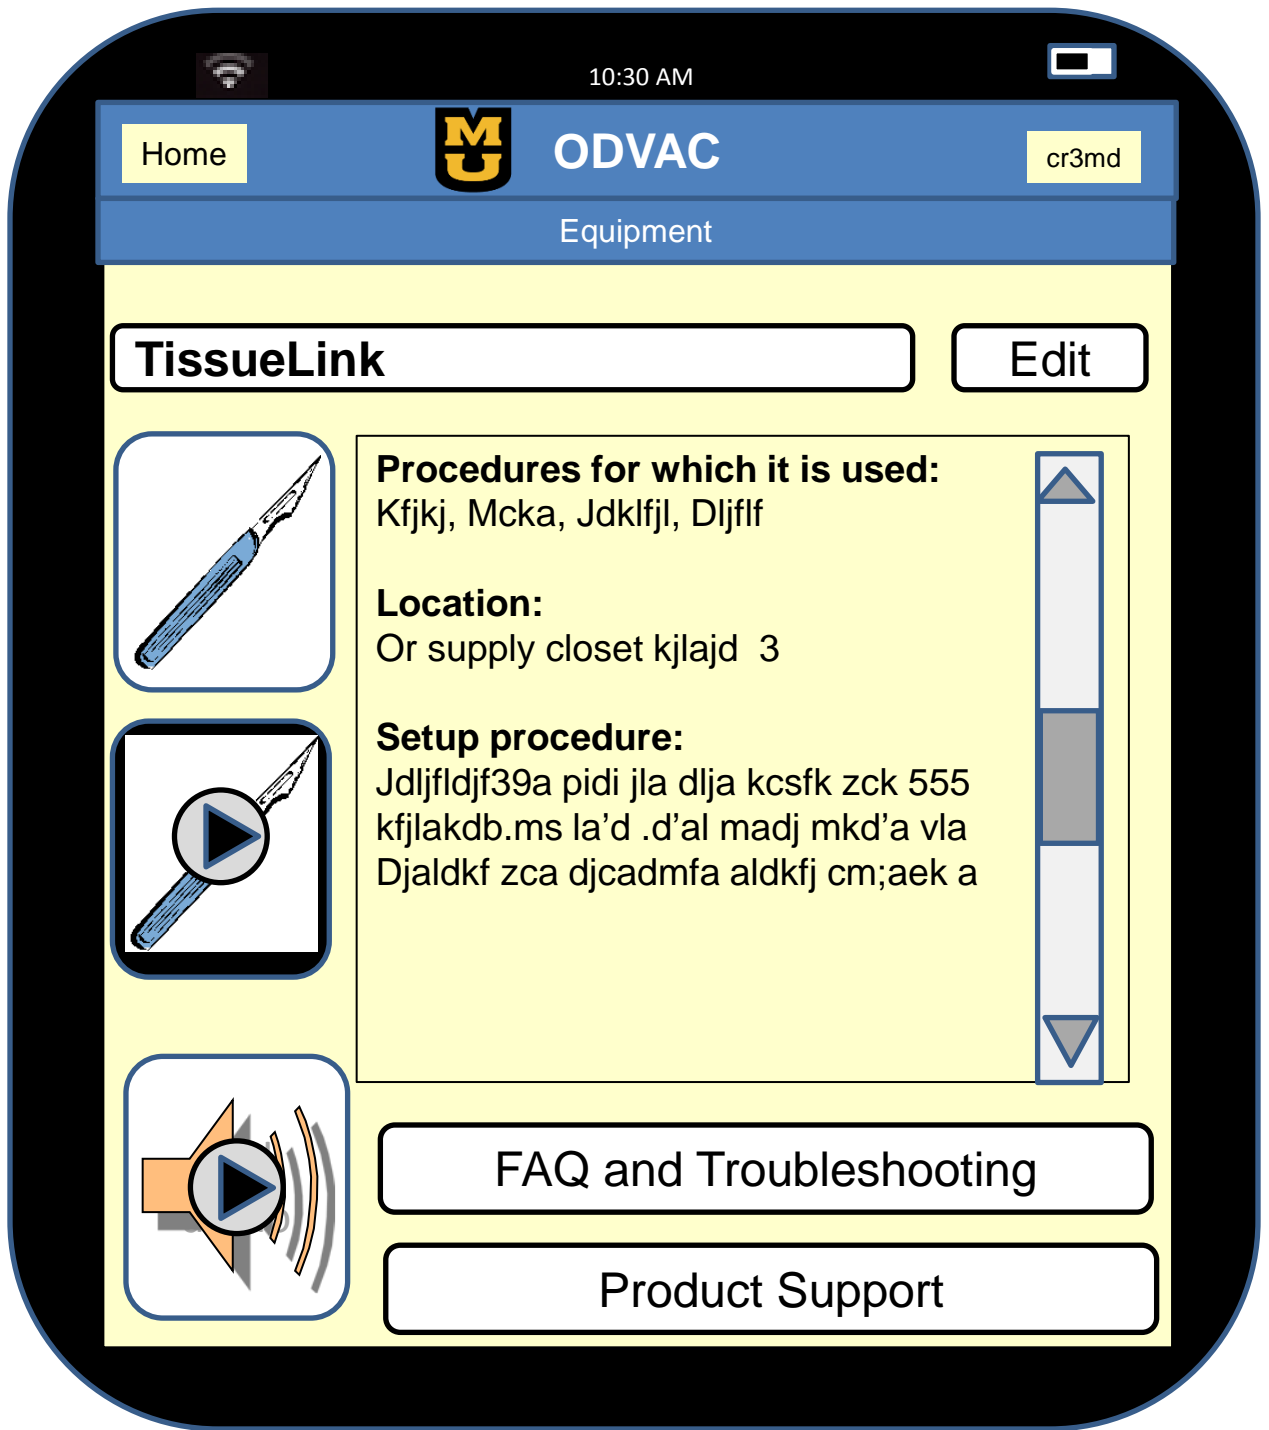 10:30 AM
Home
MU
ODVAC
cr3md
Equipment
TissueLink
Edit
Procedures for which it is used:
Kfjkj, Mcka, Jdklfjl, Dljflf
Location:
Or supply closet kjlajd  3
Setup procedure:
Jdljfldjf39a pidi jla dlja kcsfk zck 555
kfjlakdb.ms la’d .d’al madj mkd’a vla
Djaldkf zca djcadmfa aldkfj cm;aek a
FAQ and Troubleshooting
Product Support